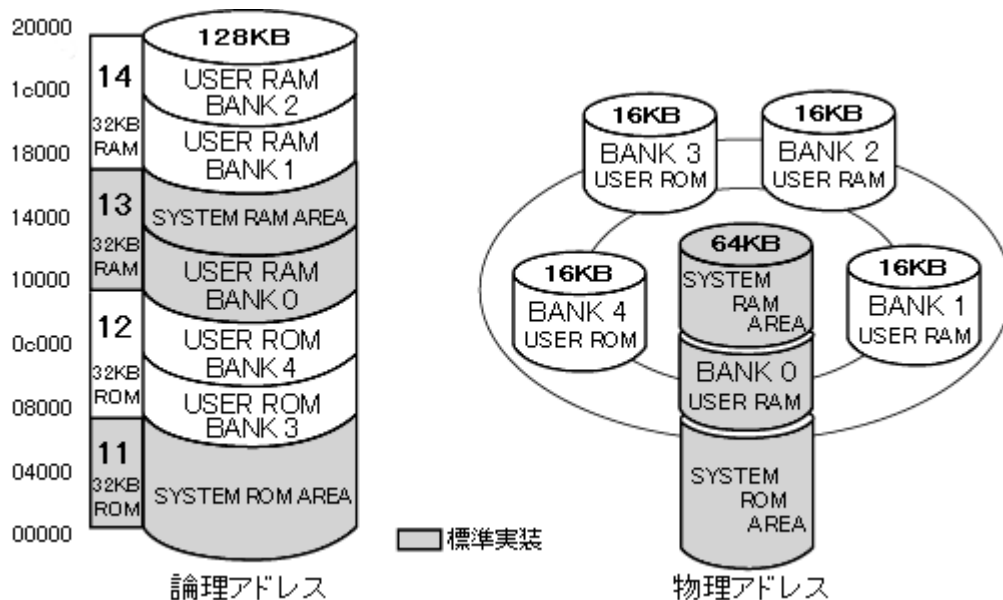 20000
1c000
18000
14000
10000
0c000
08000
04000
00000
14
32KB
RAM
13
32KB
RAM
12
32KB
ROM
11
32KB
ROM
128KB
USER RAM
BANK 2
USER RAM
BANK 1
SYSTEM RAM AREA
USER RAM
BANK 0
USER ROM
BANK 4
USER ROM
BANK 3
SYSTEM ROM AREA
論理アドレス
標準実装
16KB
BANK 3
USER ROM
16KB
BANK 2
USER RAM
16KB
BANK 4
USER ROM
64KB
SYSTEM
RAM
AREA
BANK 0
USER RAM
SYSTEM
ROM
AREA
16KB
BANK 1
USER RAM
物理アドレス